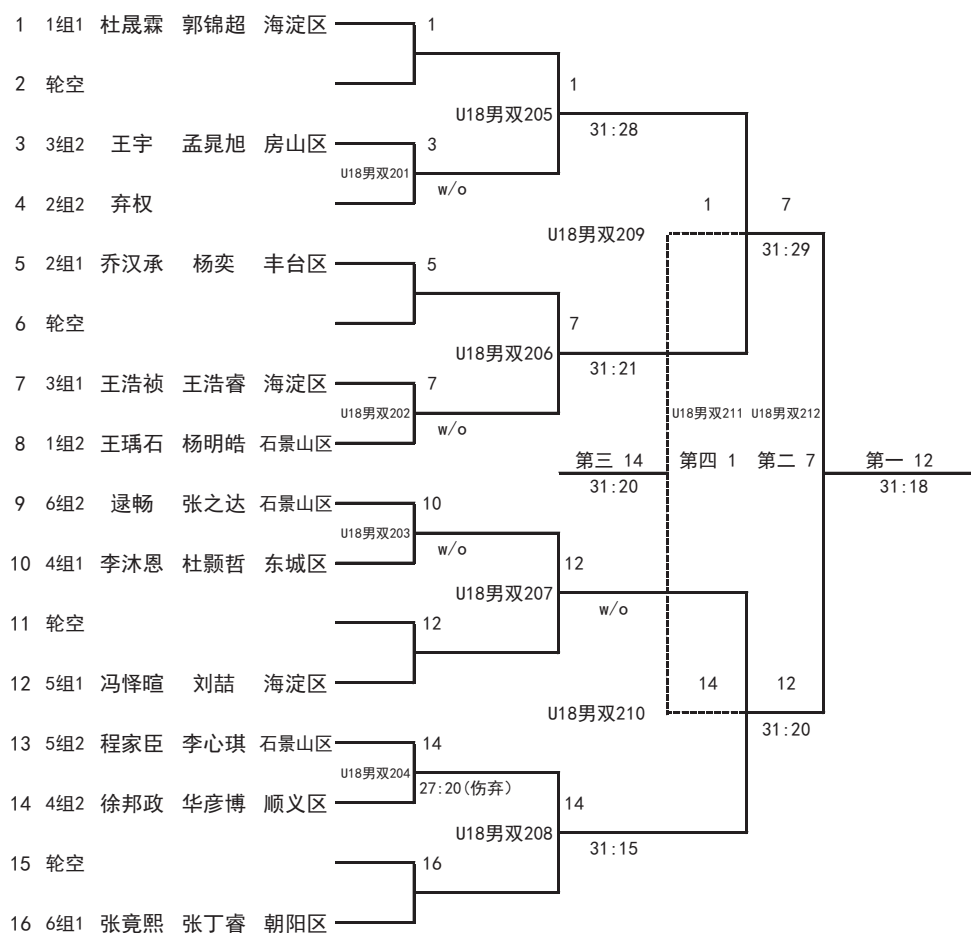 1 1组1 杜晟霖 郭锦超 海淀区 1
2 轮空 1
U18男双205 31:28
3 3组2 王宇 孟晁旭 房山区 3
U18男双201 w/o
4 2组2 弃权 1 7
U18男双209 31:29
5 2组1 乔汉承 杨奕 丰台区 5
6 轮空 7
U18男双206 31:21
7 3组1 王浩祯 王浩睿 海淀区 7
U18男双202 w/o U18男双211 U18男双212
8 1组2 王瑀石 杨明皓 石景山区
第三 14 第四 1 第二 7 第一 12
31:20 31:18
9 6组2 逯畅 张之达 石景山区 10
U18男双203 w/o
10 4组1 李沐恩 杜颢哲 东城区 12
U18男双207 w/o
11 轮空 12
12 5组1 冯怿暄 刘喆 海淀区 14 12
U18男双210 31:20
13 5组2 程家臣 李心琪 石景山区 14
U18男双204 27:20(伤弃)
14 4组2 徐邦政 华彦博 顺义区 14
U18男双208 31:15
15 轮空 16
16 6组1 张竟熙 张丁睿 朝阳区